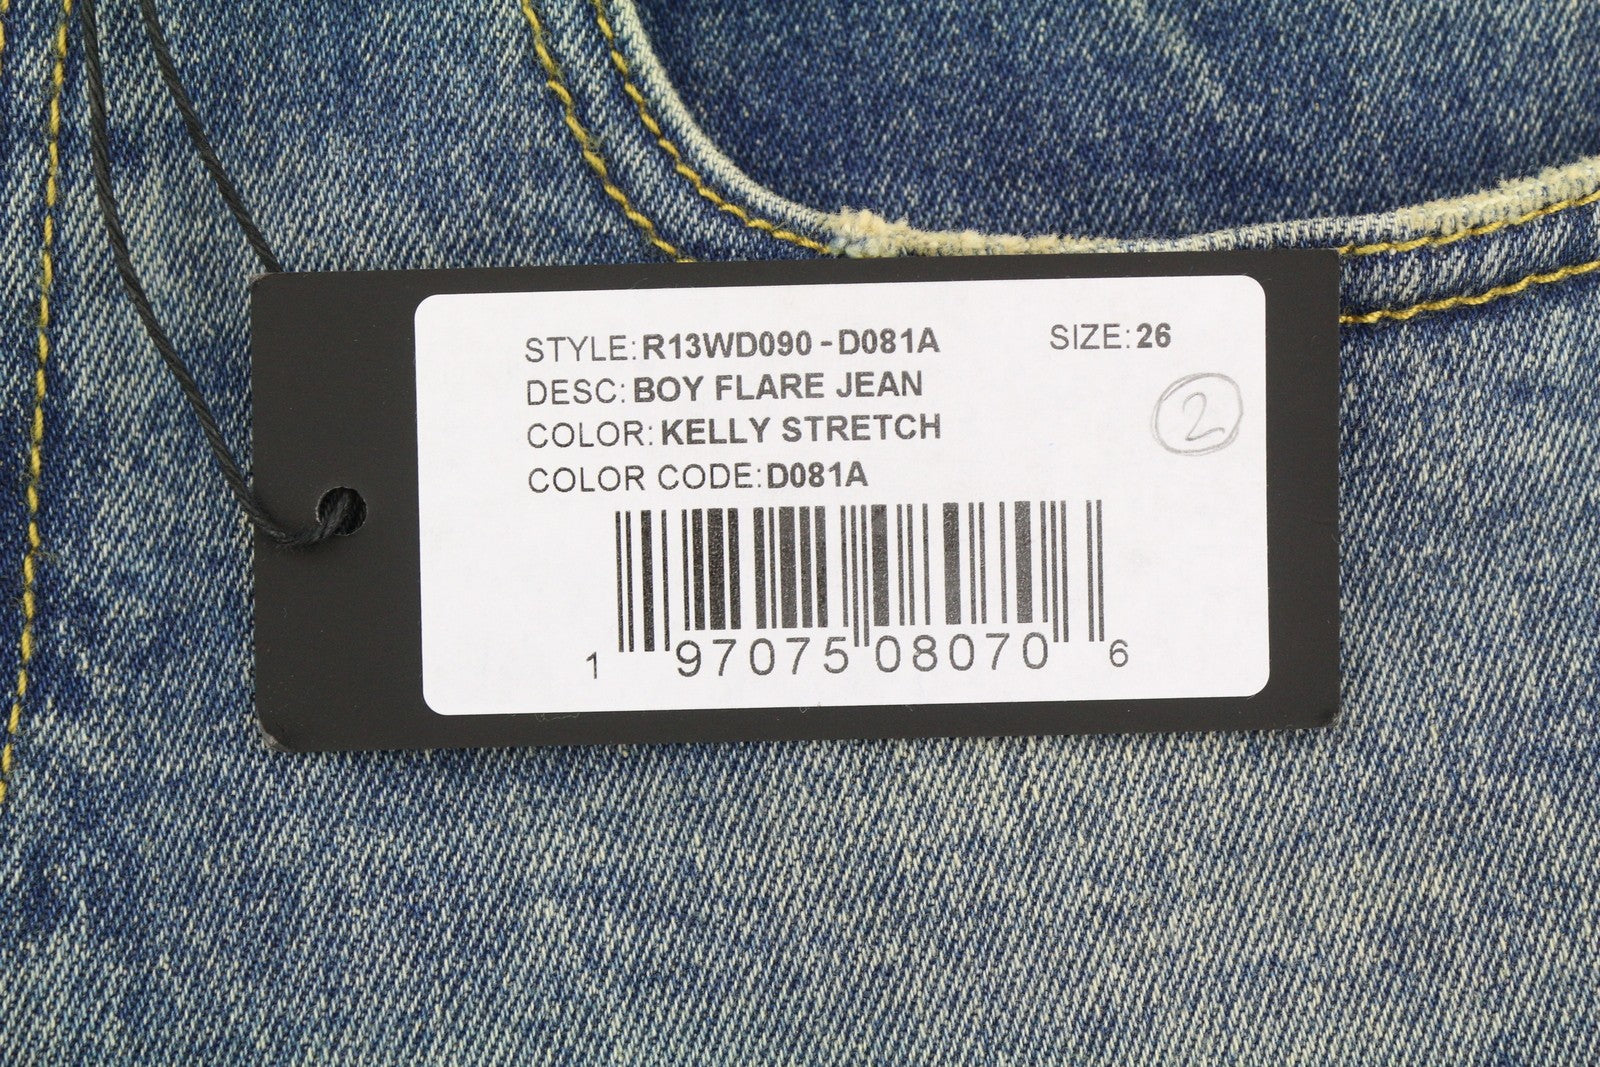 STYLE: R13WD090 - D081A SIZE: 26
DESC: BOY FLARE JEAN
2
COLOR: KELLY STRETCH
COLOR CODE: D081A
1 97075 08070 6